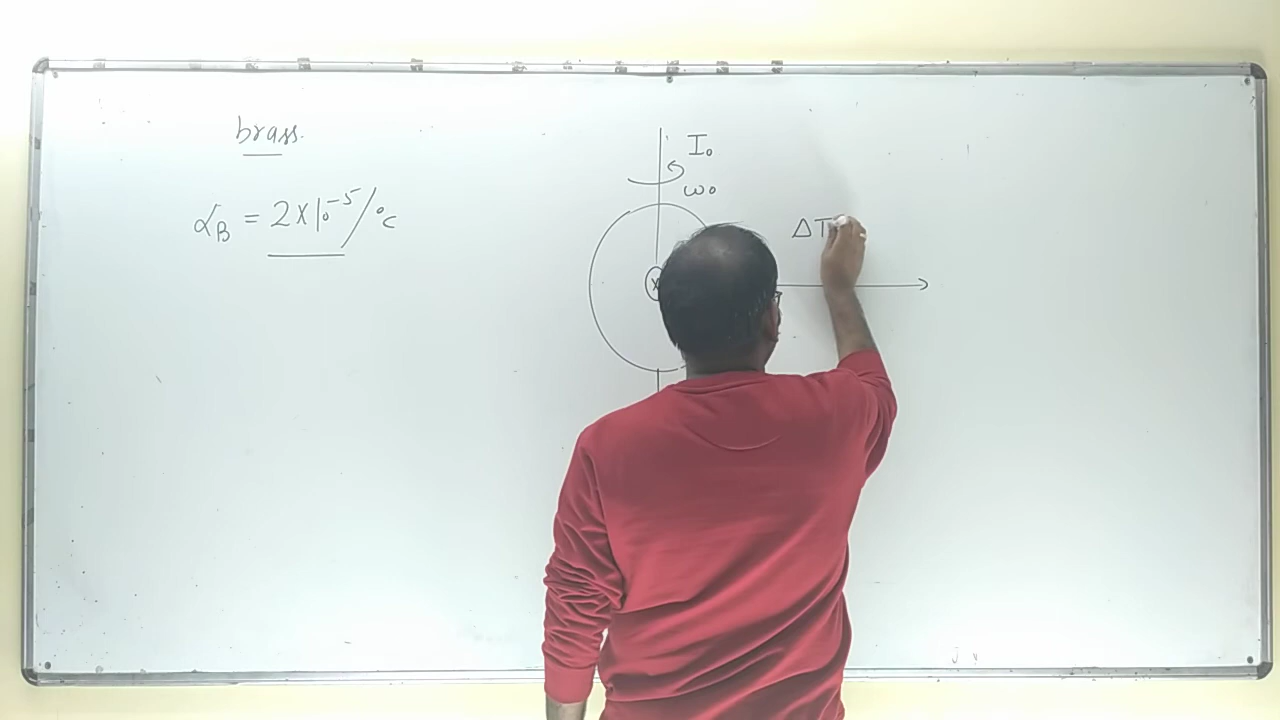 brass.
α_B = 2×10⁻⁵/°C
I₀
ω₀
ΔT
x